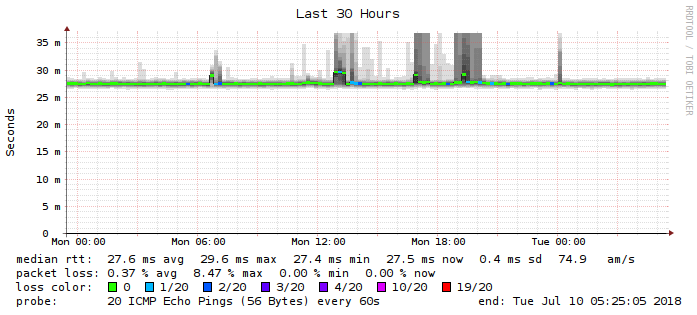 Last 30 Hours
RRDTOOL / TOBI OETIKER
Seconds
35 m
30 m
25 m
20 m
15 m
10 m
5 m
0
Mon 00:00 Mon 06:00 Mon 12:00 Mon 18:00 Tue 00:00
median rtt: 27.6 ms avg 29.6 ms max 27.4 ms min 27.5 ms now 0.4 ms sd 74.9 am/s
packet loss: 0.37 % avg 8.47 % max 0.00 % min 0.00 % now
loss color: 0 1/20 2/20 3/20 4/20 10/20 19/20
probe: 20 ICMP Echo Pings (56 Bytes) every 60s end: Tue Jul 10 05:25:05 2018